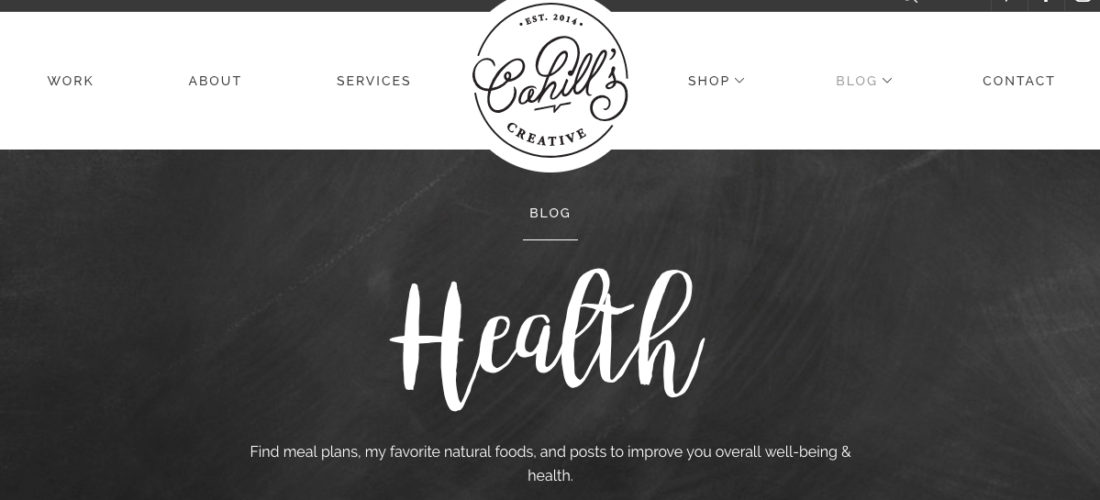 WORK
ABOUT
SERVICES
• EST. 2014 •
Cahill's
CREATIVE
SHOP
BLOG
CONTACT
BLOG
Health
Find meal plans, my favorite natural foods, and posts to improve you overall well-being &
health.